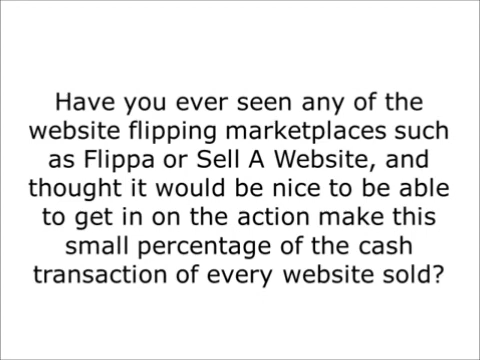 Have you ever seen any of the
website flipping marketplaces such
as Flippa or Sell A Website, and
thought it would be nice to be able
to get in on the action make this
small percentage of the cash
transaction of every website sold?